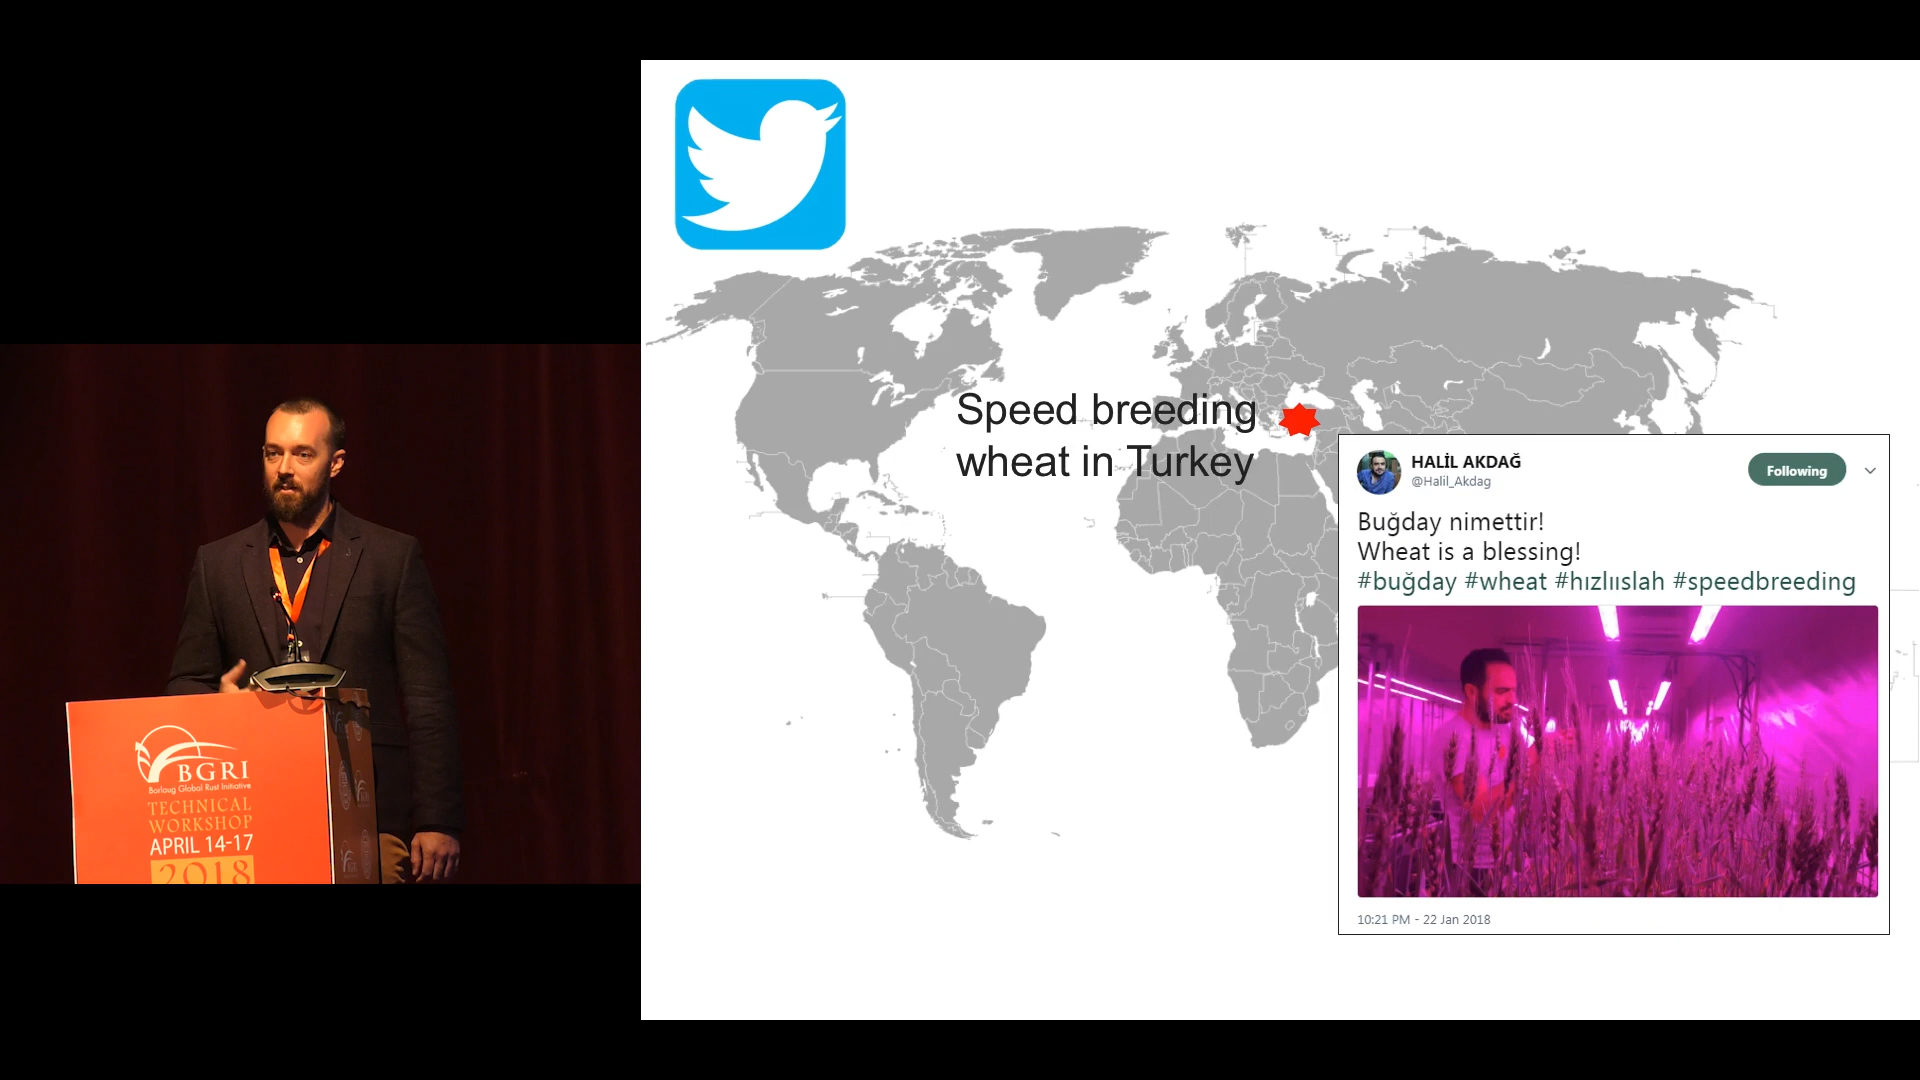 Speed breeding
wheat in Turkey
HALİL AKDAĞ
@Halil_Akdag
Following
Buğday nimettir!
Wheat is a blessing!
#buğday #wheat #hızlııslah #speedbreeding
10:21 PM - 22 Jan 2018
BGRI
Borlaug Global Rust Initiative
TECHNICAL
WORKSHOP
APRIL 14-17
2018